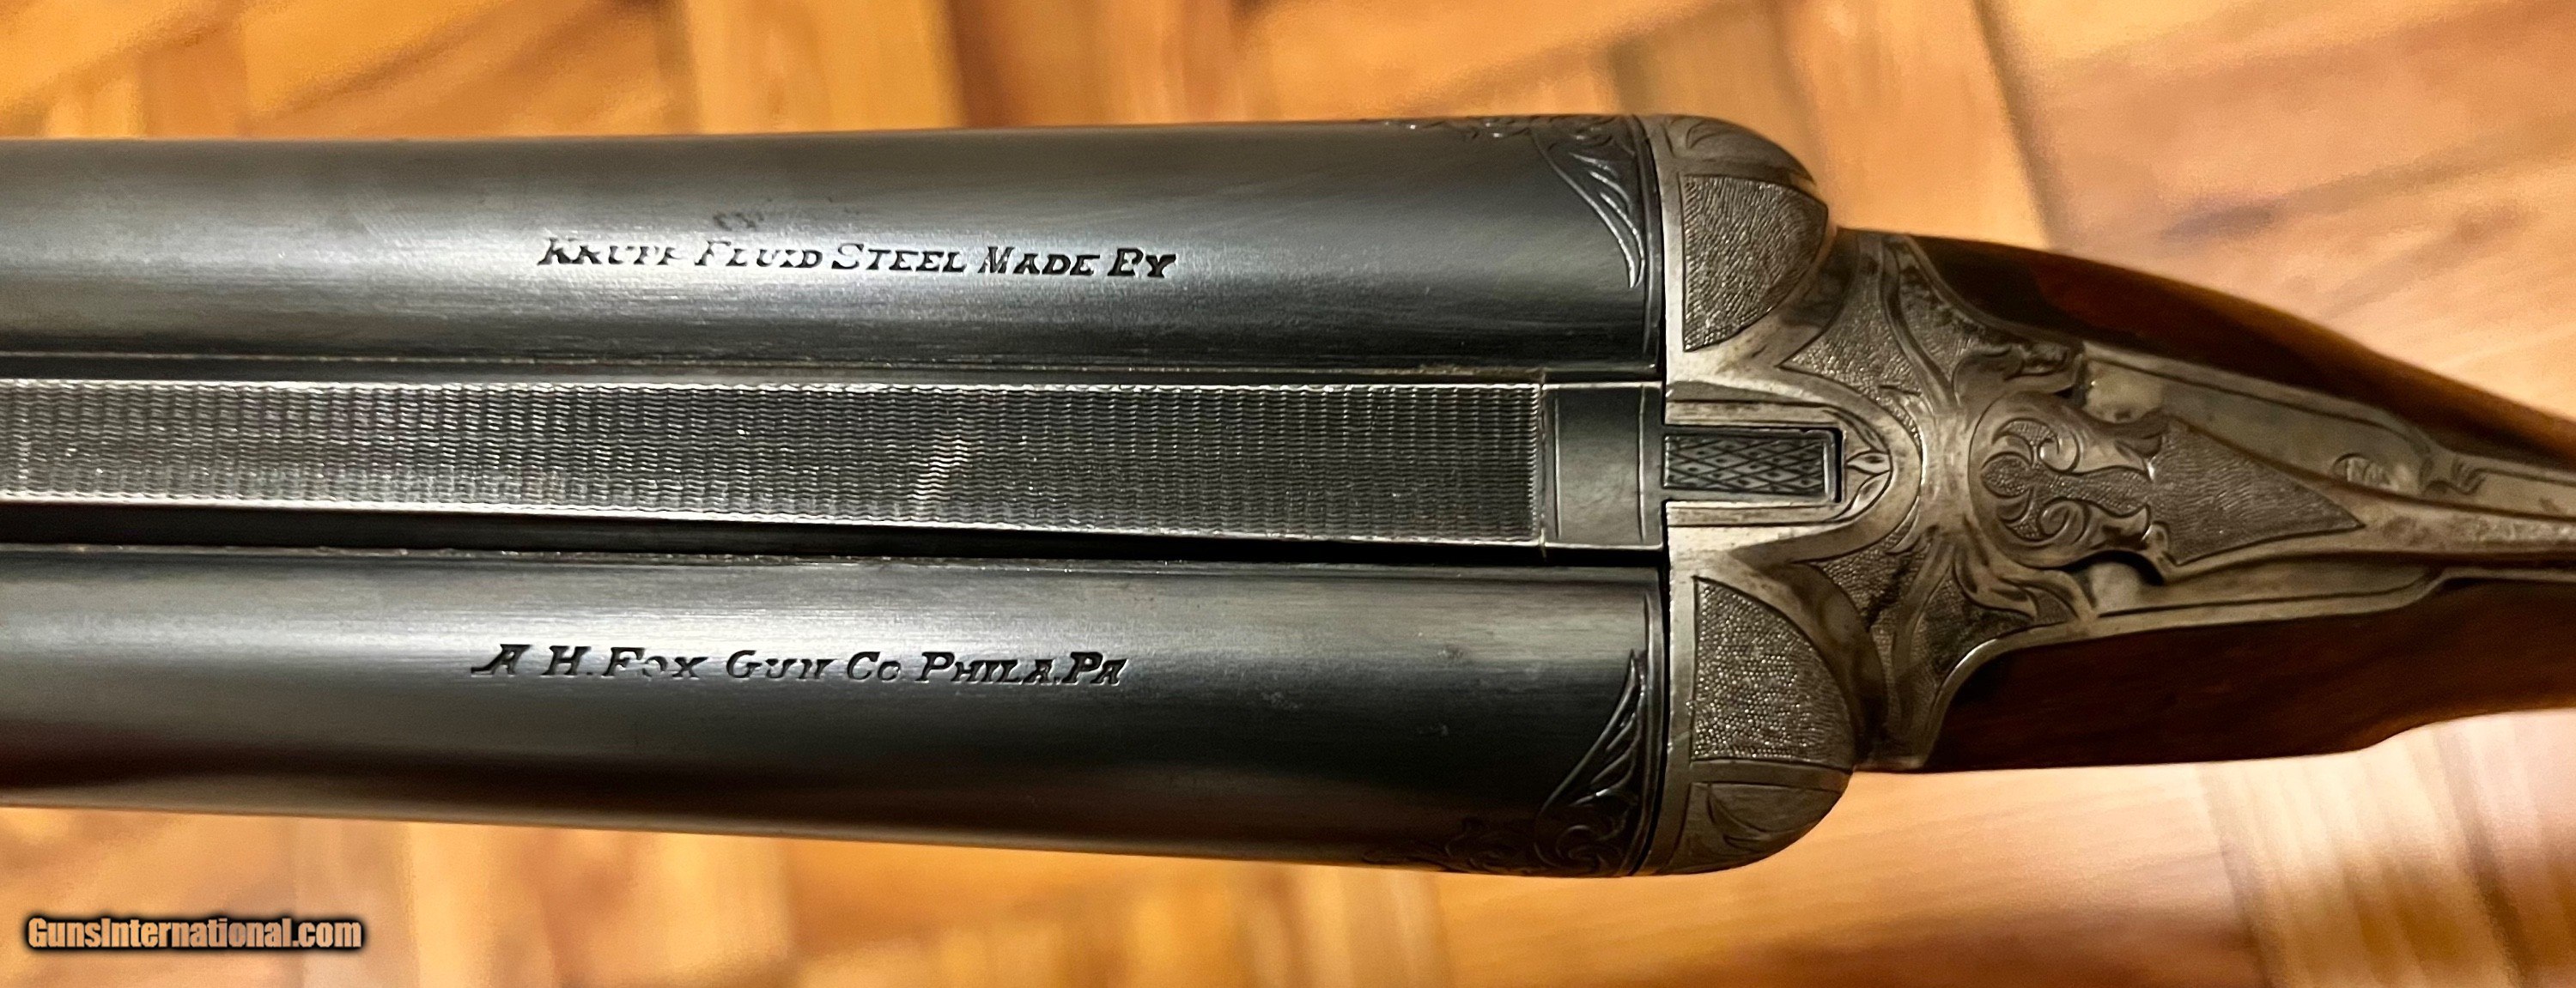 KRUPP FLUID STEEL MADE BY
A H. FOX GUN CO PHILA.PA
GunsInternational.com